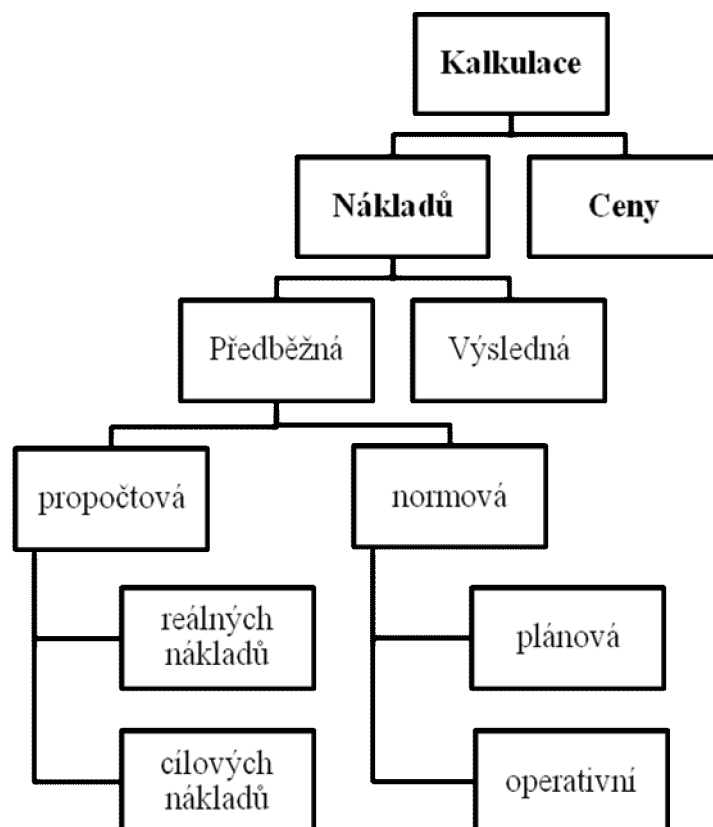 Kalkulace
Nákladů
Ceny
Předběžná
Výsledná
propočtová
normová
reálných
nákladů
plánová
cílových
nákladů
operativní